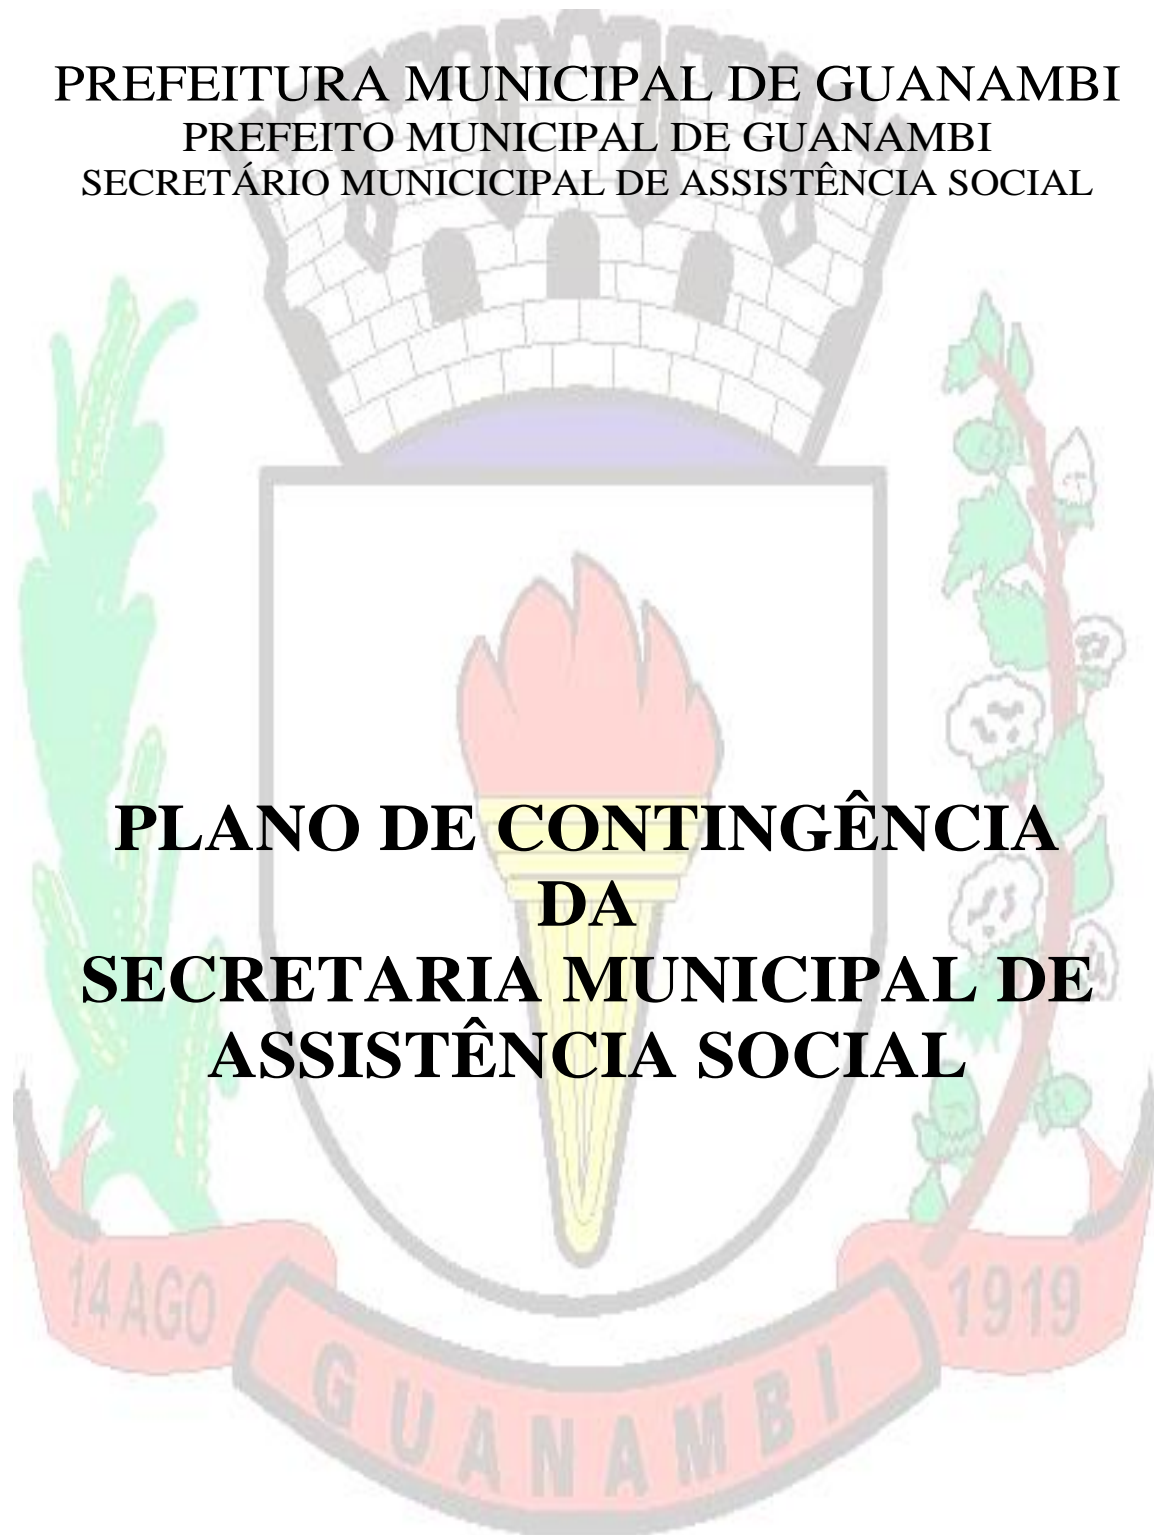 PREFEITURA MUNICIPAL DE GUANAMBI
PREFEITO MUNICIPAL DE GUANAMBI
SECRETÁRIO MUNICICIPAL DE ASSISTÊNCIA SOCIAL
PLANO DE CONTINGÊNCIA
DA
SECRETARIA MUNICIPAL DE
ASSISTÊNCIA SOCIAL
14 AGO
1919
GUANAMBI